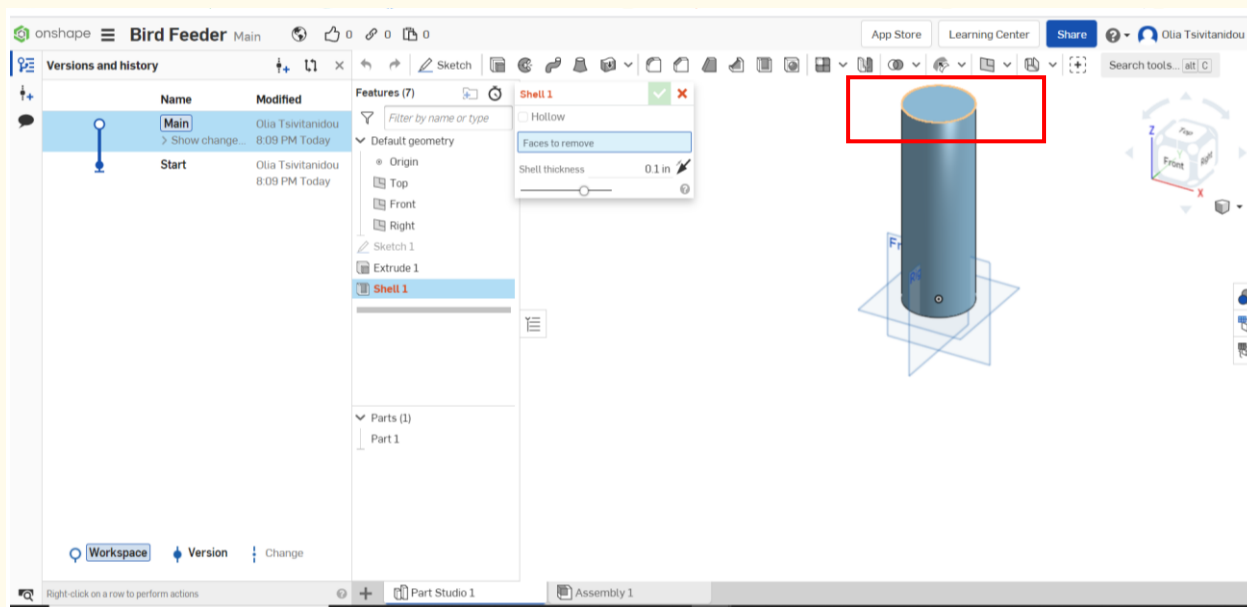 onshape Bird Feeder Main 0 0 0 App Store Learning Center Share Olia Tsivitanidou
Versions and history Sketch Search tools... alt C
Name Modified
Main Olia Tsivitanidou
> Show change... 8:09 PM Today
Start Olia Tsivitanidou
8:09 PM Today
Features (7)
Filter by name or type
Default geometry
Origin
Top
Front
Right
Sketch 1
Extrude 1
Shell 1
Parts (1)
Part 1
Shell 1
Hollow
Faces to remove
Shell thickness 0.1 in
Fr
Z
Top
Front
Right
X
Workspace Version Change
Right-click on a row to perform actions
Part Studio 1 Assembly 1